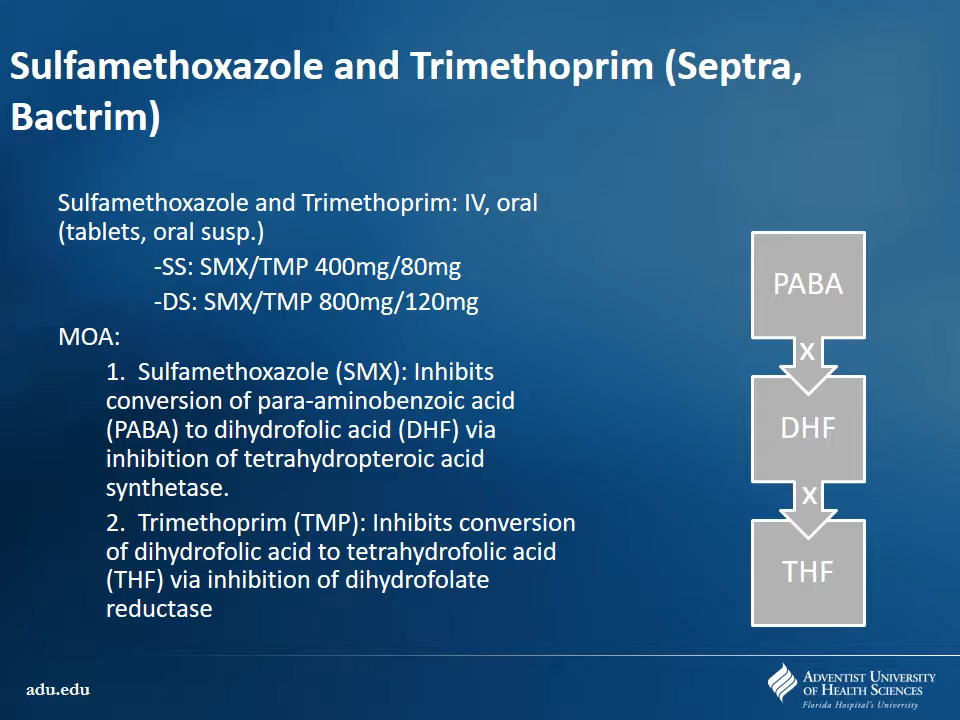 Sulfamethoxazole and Trimethoprim (Septra,
Bactrim)
Sulfamethoxazole and Trimethoprim: IV, oral
(tablets, oral susp.)
-SS: SMX/TMP 400mg/80mg
-DS: SMX/TMP 800mg/120mg
MOA:
1. Sulfamethoxazole (SMX): Inhibits
conversion of para-aminobenzoic acid
(PABA) to dihydrofolic acid (DHF) via
inhibition of tetrahydropteroic acid
synthetase.
2. Trimethoprim (TMP): Inhibits conversion
of dihydrofolic acid to tetrahydrofolic acid
(THF) via inhibition of dihydrofolate
reductase
PABA
X
DHF
X
THF
adu.edu
ADVENTIST UNIVERSITY
OF HEALTH SCIENCES
Florida Hospital's University